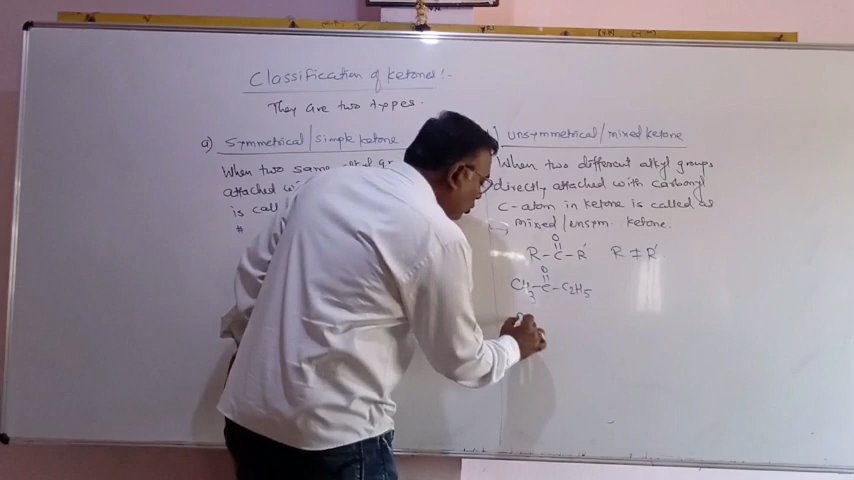 Classification of ketones :-
They are two types.
a) Symmetrical/simple ketone
When two same
attached
is call
*
) unsymmetrical/mixed ketone
When two different alkyl groups
directly attached with carbonyl
C-atom in ketone is called as
mixed/unsym. ketone.
O
R-C-R' R ≠ R'
O
CH3-C-C2H5